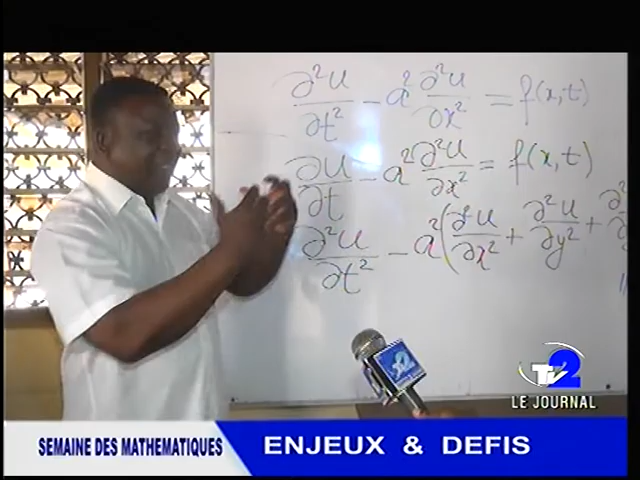 ∂²u/∂t² - a² ∂²u/∂x² = f(x,t)
∂u/∂t - a² ∂²u/∂x² = f(x,t)
∂²u/∂t² - a² (∂²u/∂x² + ∂²u/∂y² +
TV2
TV2
LE JOURNAL
SEMAINE DES MATHEMATIQUES
ENJEUX & DEFIS